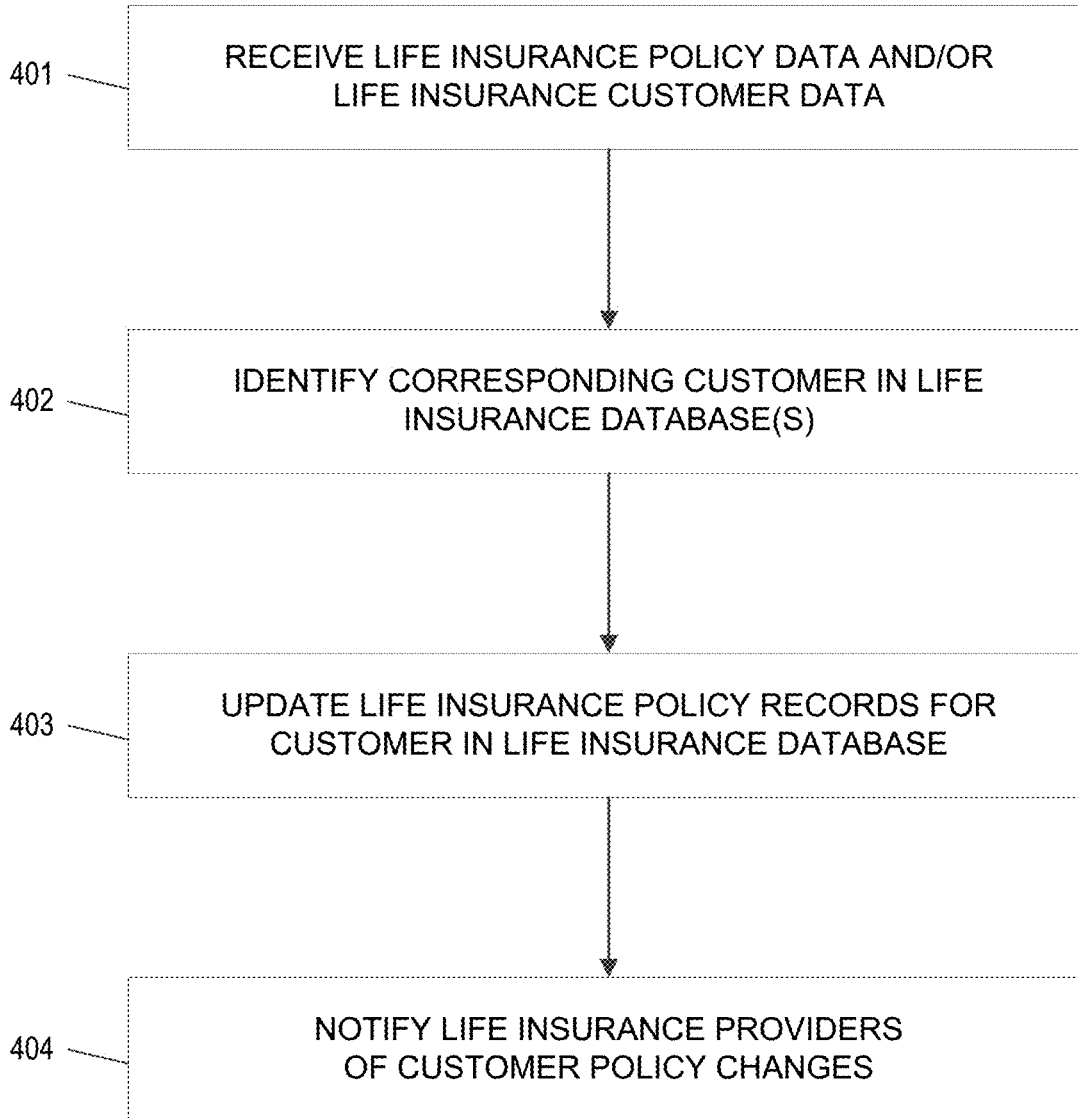 401
RECEIVE LIFE INSURANCE POLICY DATA AND/OR
LIFE INSURANCE CUSTOMER DATA
402
IDENTIFY CORRESPONDING CUSTOMER IN LIFE
INSURANCE DATABASE(S)
403
UPDATE LIFE INSURANCE POLICY RECORDS FOR
CUSTOMER IN LIFE INSURANCE DATABASE
404
NOTIFY LIFE INSURANCE PROVIDERS
OF CUSTOMER POLICY CHANGES